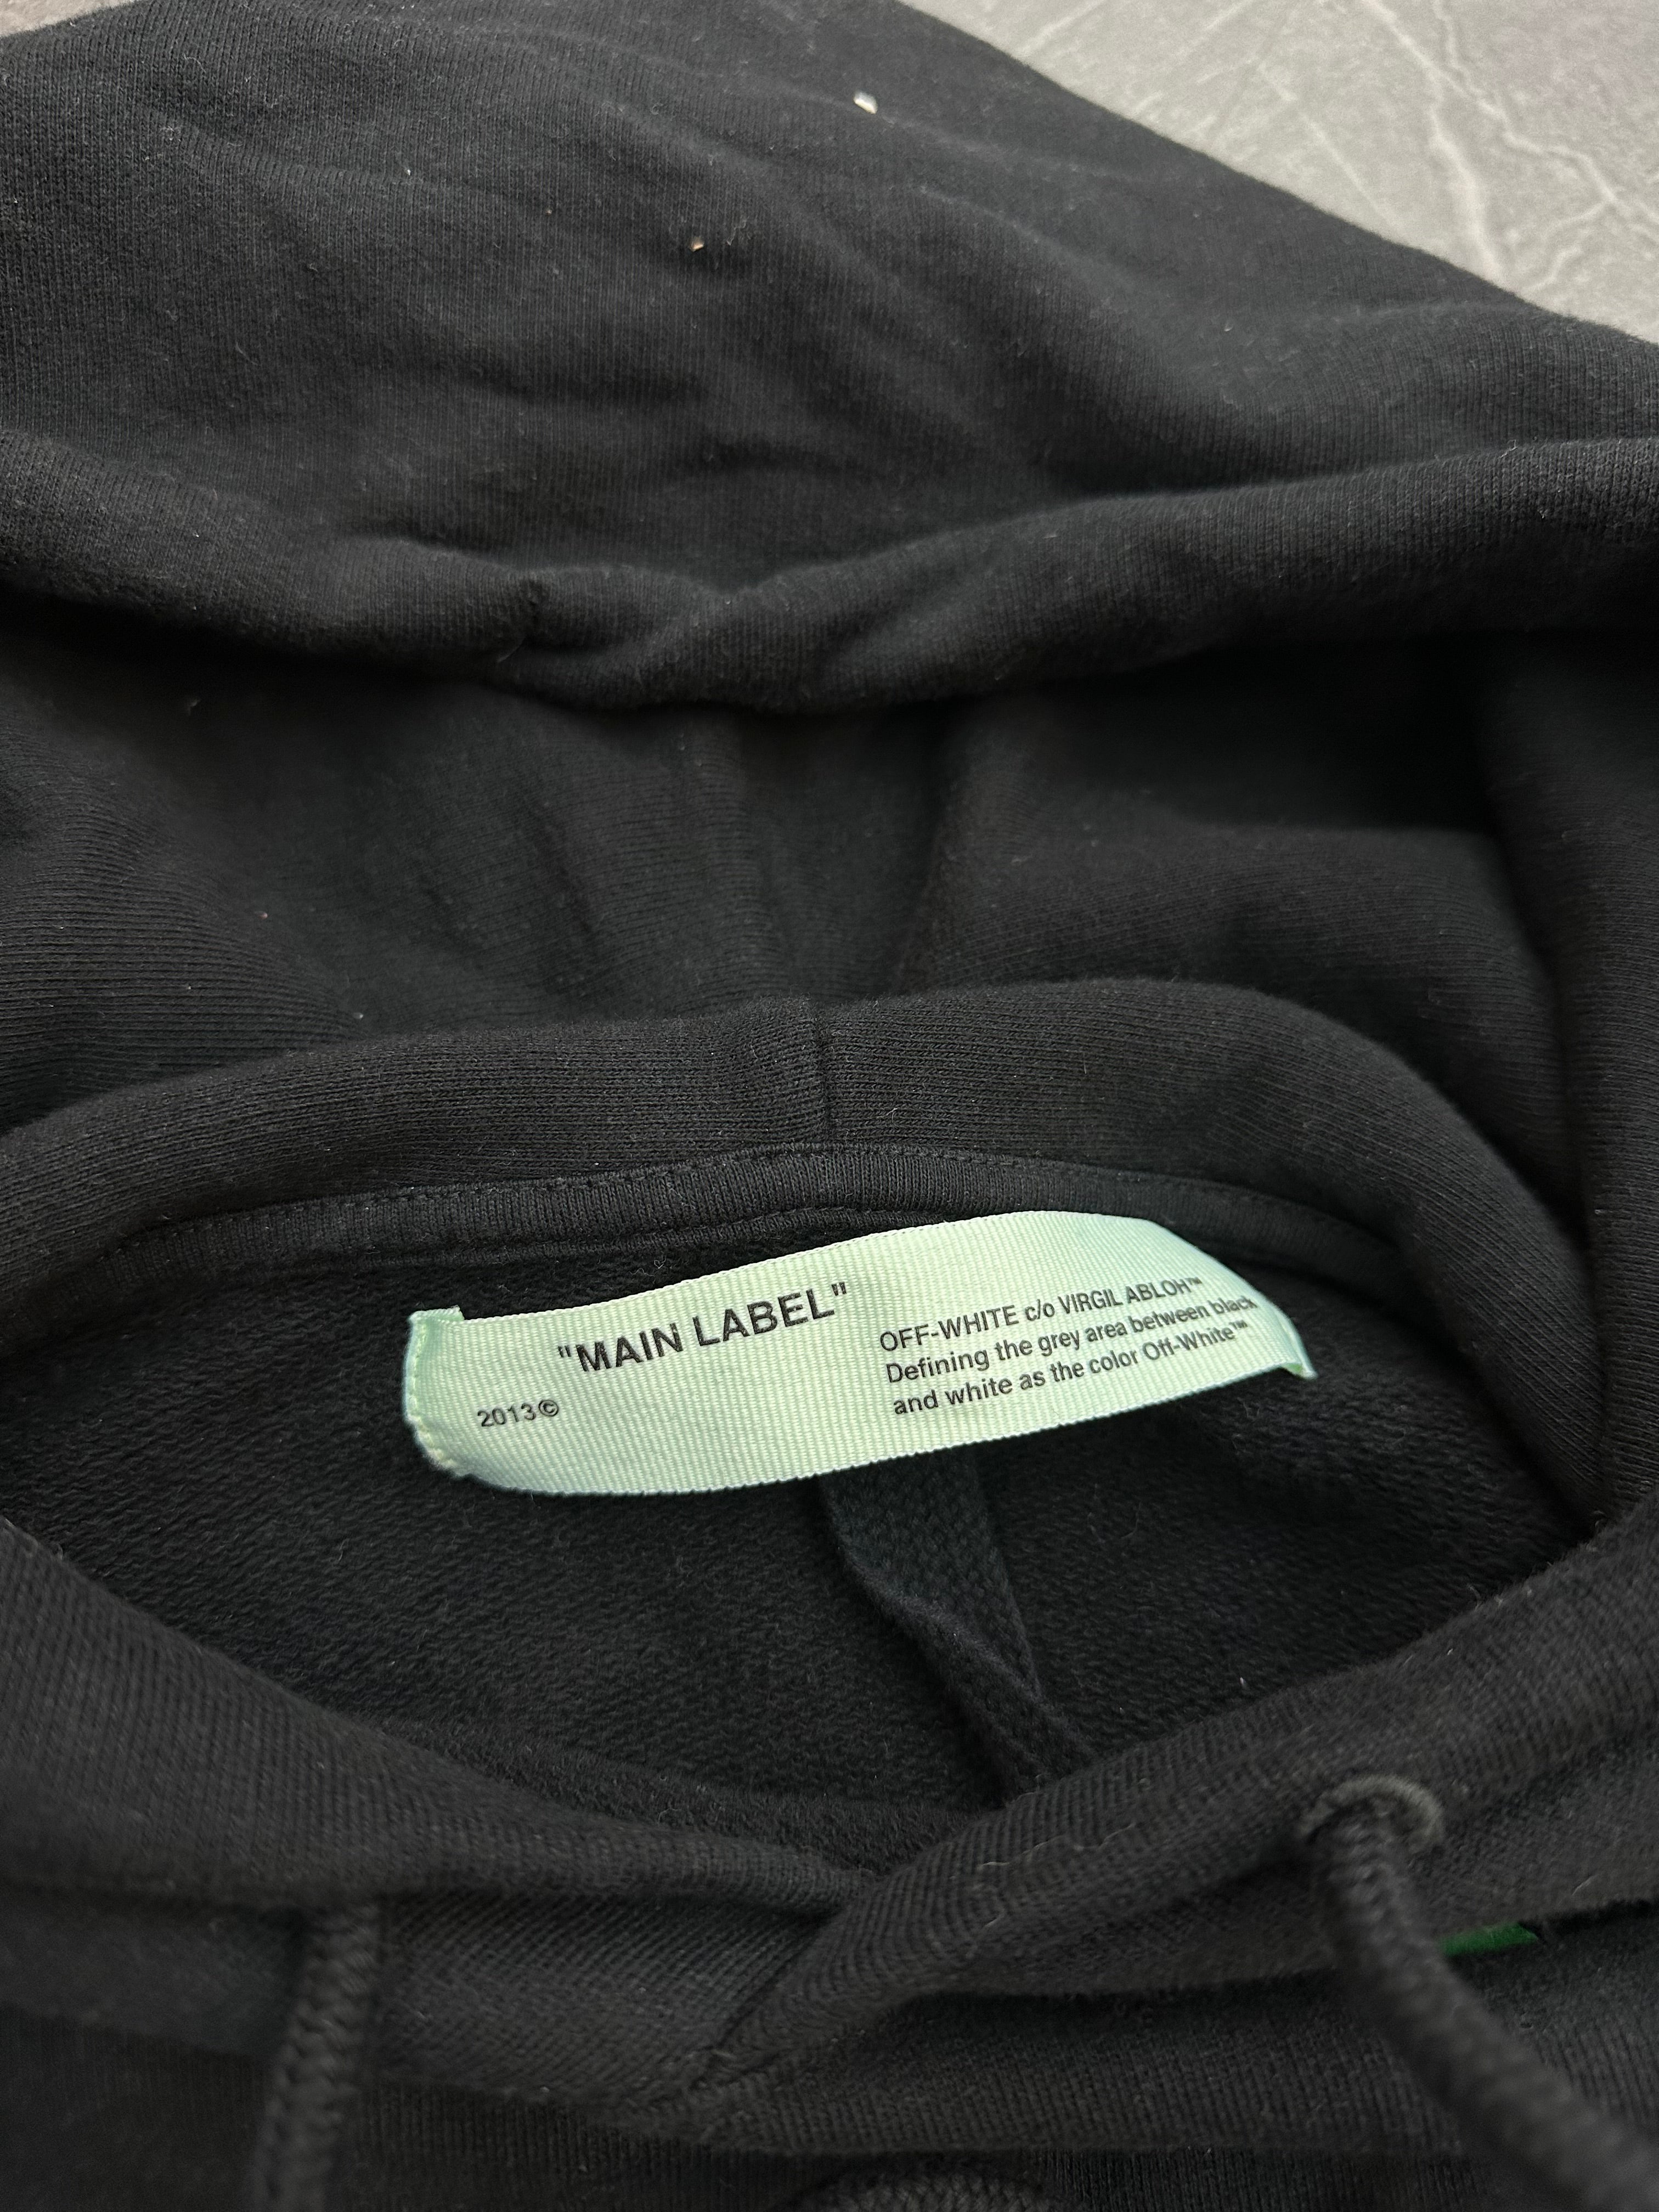 "MAIN LABEL"
2013©
OFF-WHITE c/o VIRGIL ABLOH™
Defining the grey area between black
and white as the color Off-White™